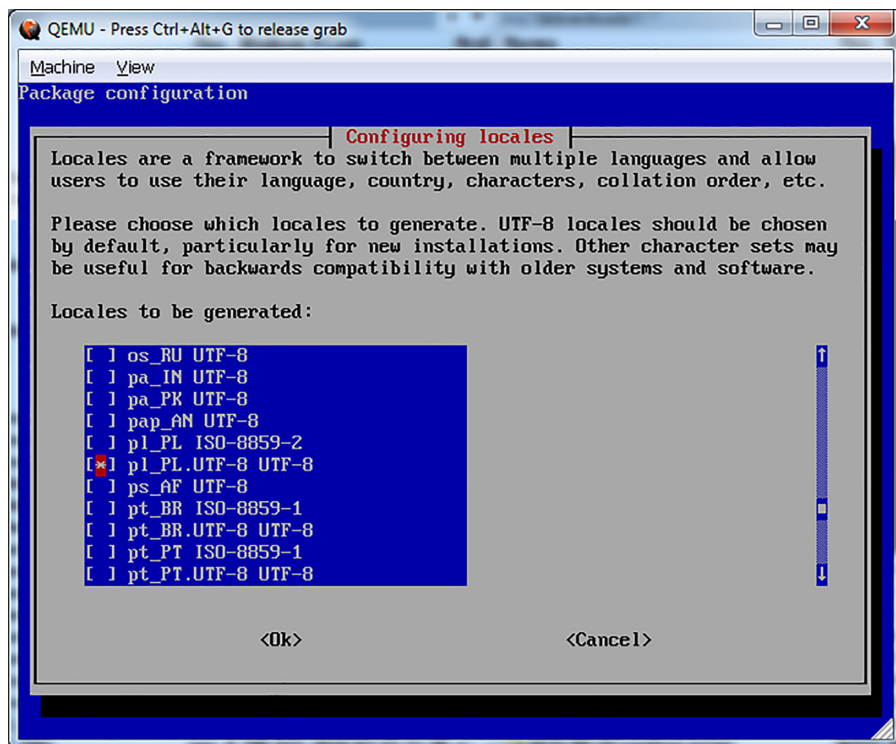 QEMU - Press Ctrl+Alt+G to release grab
Machine View
Package configuration
Configuring locales
Locales are a framework to switch between multiple languages and allow
users to use their language, country, characters, collation order, etc.
Please choose which locales to generate. UTF-8 locales should be chosen
by default, particularly for new installations. Other character sets may
be useful for backwards compatibility with older systems and software.
Locales to be generated:
[ ] os_RU UTF-8
[ ] pa_IN UTF-8
[ ] pa_PK UTF-8
[ ] pap_AN UTF-8
[ ] pl_PL ISO-8859-2
[*] pl_PL.UTF-8 UTF-8
[ ] ps_AF UTF-8
[ ] pt_BR ISO-8859-1
[ ] pt_BR.UTF-8 UTF-8
[ ] pt_PT ISO-8859-1
[ ] pt_PT.UTF-8 UTF-8
<Ok> <Cancel>